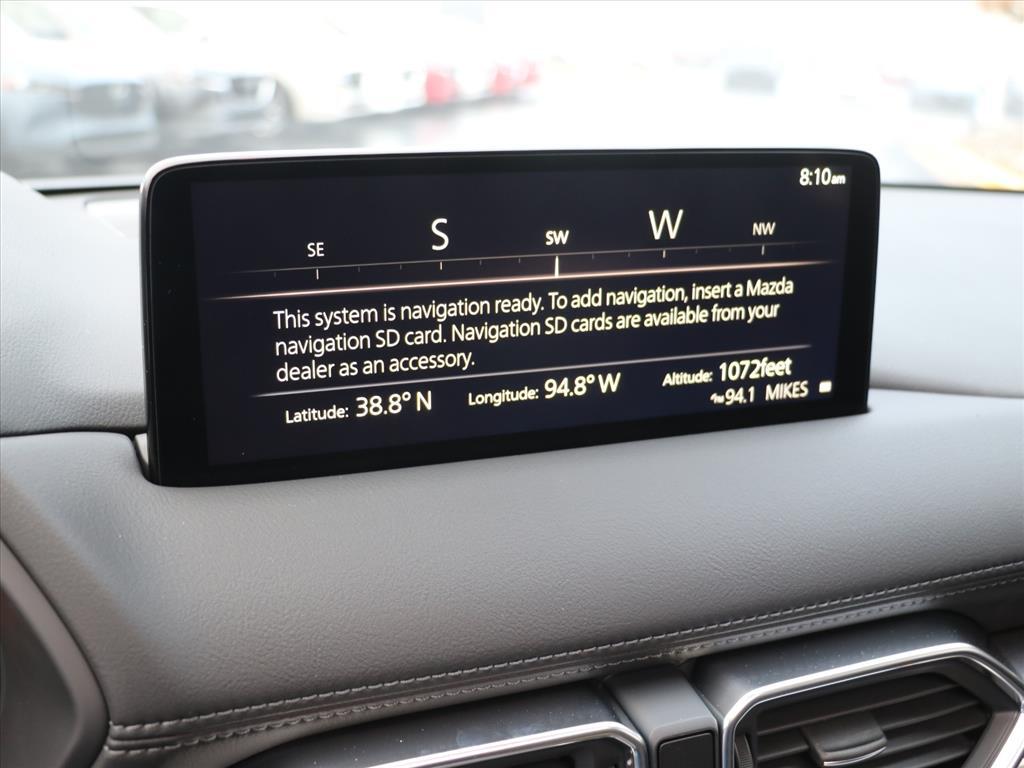 8:10am
SE S SW W NW
This system is navigation ready. To add navigation, insert a Mazda
navigation SD card. Navigation SD cards are available from your
dealer as an accessory.
Latitude: 38.8° N Longitude: 94.8° W Altitude: 1072feet
FM 94.1 MIKES